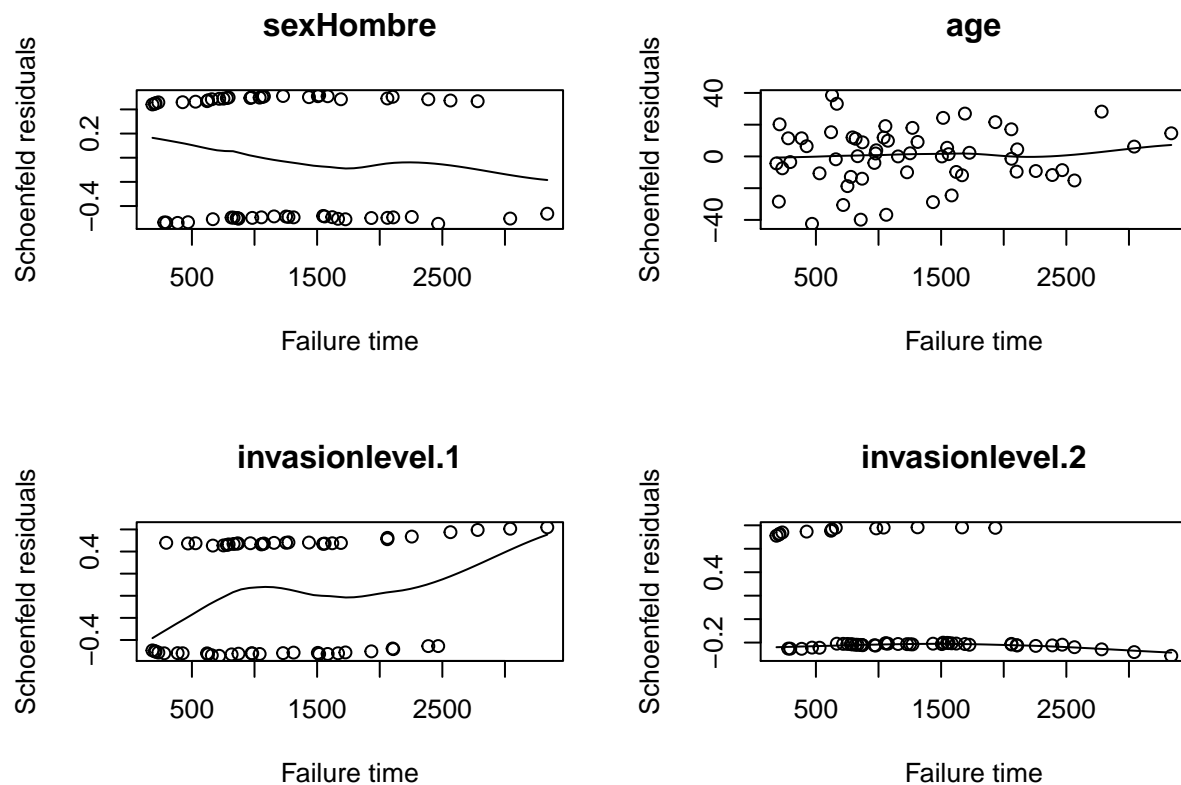 sexHombre
Schoenfeld residuals
0.2
−0.4
500
1500
2500
Failure time
age
Schoenfeld residuals
40
0
−40
500
1500
2500
Failure time
invasionlevel.1
Schoenfeld residuals
0.4
−0.4
500
1500
2500
Failure time
invasionlevel.2
Schoenfeld residuals
0.4
−0.2
500
1500
2500
Failure time